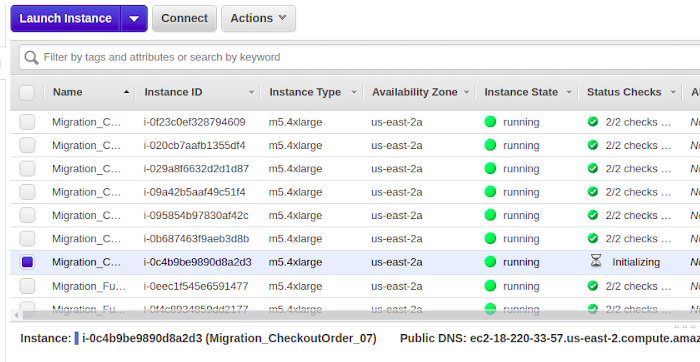 Launch Instance Connect Actions
Filter by tags and attributes or search by keyword
Name Instance ID Instance Type Availability Zone Instance State Status Checks
Migration_C... i-0f23c0ef328794609 m5.4xlarge us-east-2a running 2/2 checks ...
Migration_C... i-020cb7aafb1355df4 m5.4xlarge us-east-2a running 2/2 checks ...
Migration_C... i-029a8f6632d2d1d87 m5.4xlarge us-east-2a running 2/2 checks ...
Migration_C... i-09a42b5aaf49c51f4 m5.4xlarge us-east-2a running 2/2 checks ...
Migration_C... i-095854b97830af42c m5.4xlarge us-east-2a running 2/2 checks ...
Migration_C... i-0b687463f9aeb3d8b m5.4xlarge us-east-2a running 2/2 checks ...
Migration_C... i-0c4b9be9890d8a2d3 m5.4xlarge us-east-2a running Initializing
Migration_Fu... i-0eec1f545e6591477 m5.4xlarge us-east-2a running 2/2 checks ...
Migration_Fu... i-0f4c8934859dd2177 m5.4xlarge us-east-2a running 2/2 checks ...
Instance: i-0c4b9be9890d8a2d3 (Migration_CheckoutOrder_07) Public DNS: ec2-18-220-33-57.us-east-2.compute.ama